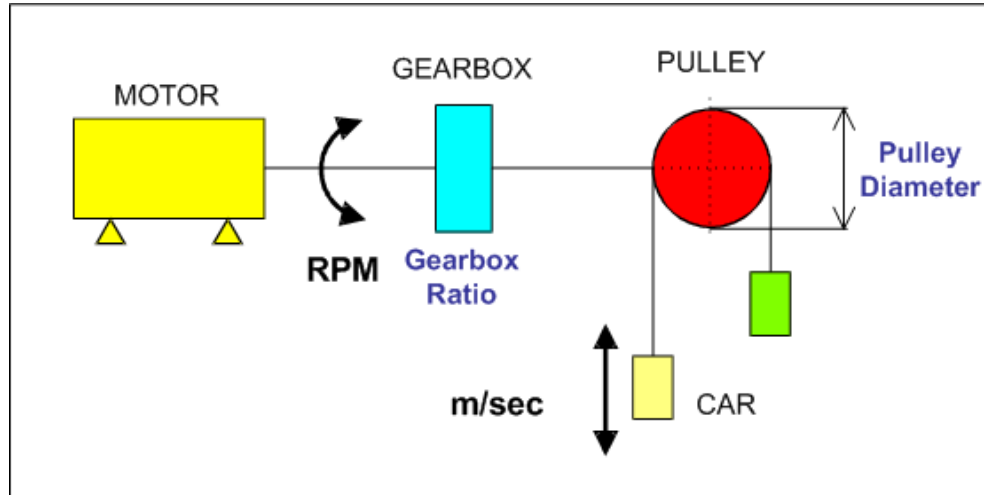 MOTOR
GEARBOX
PULLEY
Pulley
Diameter
RPM
Gearbox
Ratio
m/sec
CAR